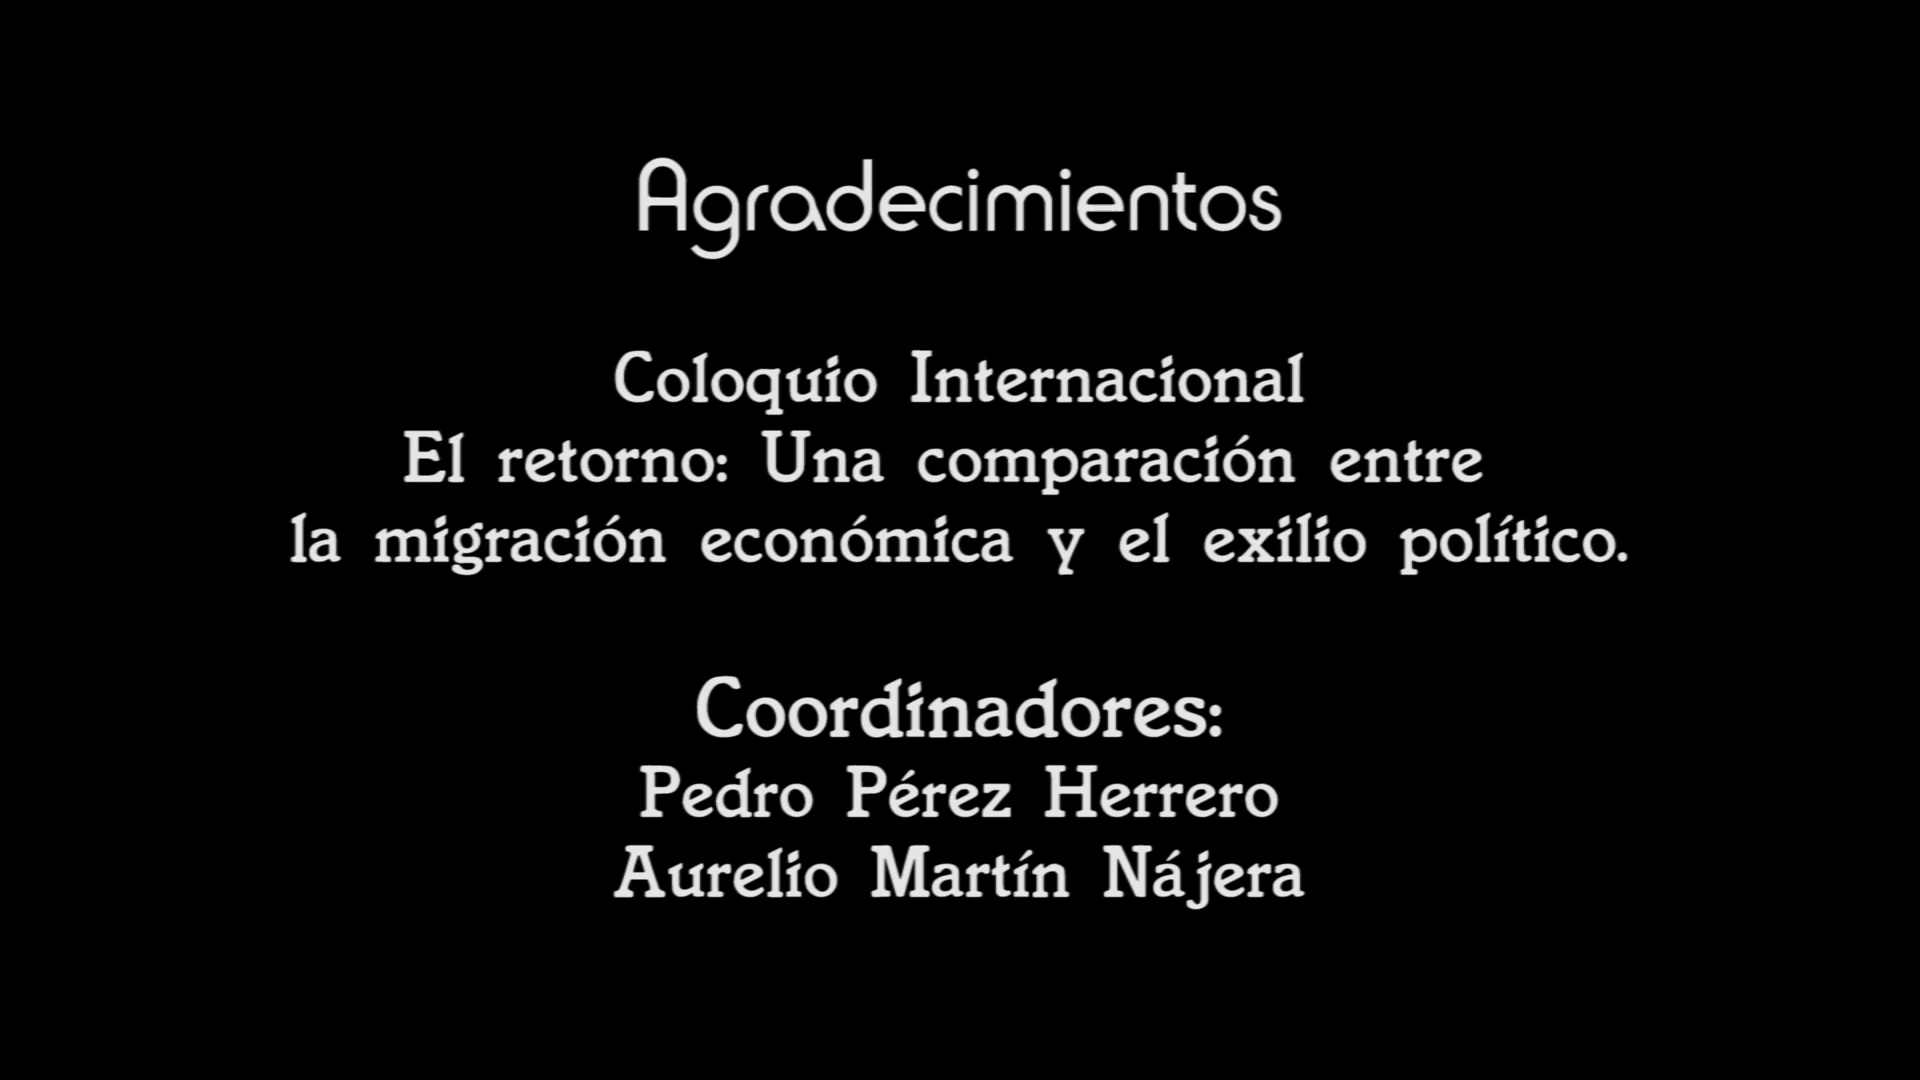 Agradecimientos
Coloquio Internacional
El retorno: Una comparación entre
la migración económica y el exilio político.
Coordinadores:
Pedro Pérez Herrero
Aurelio Martín Nájera